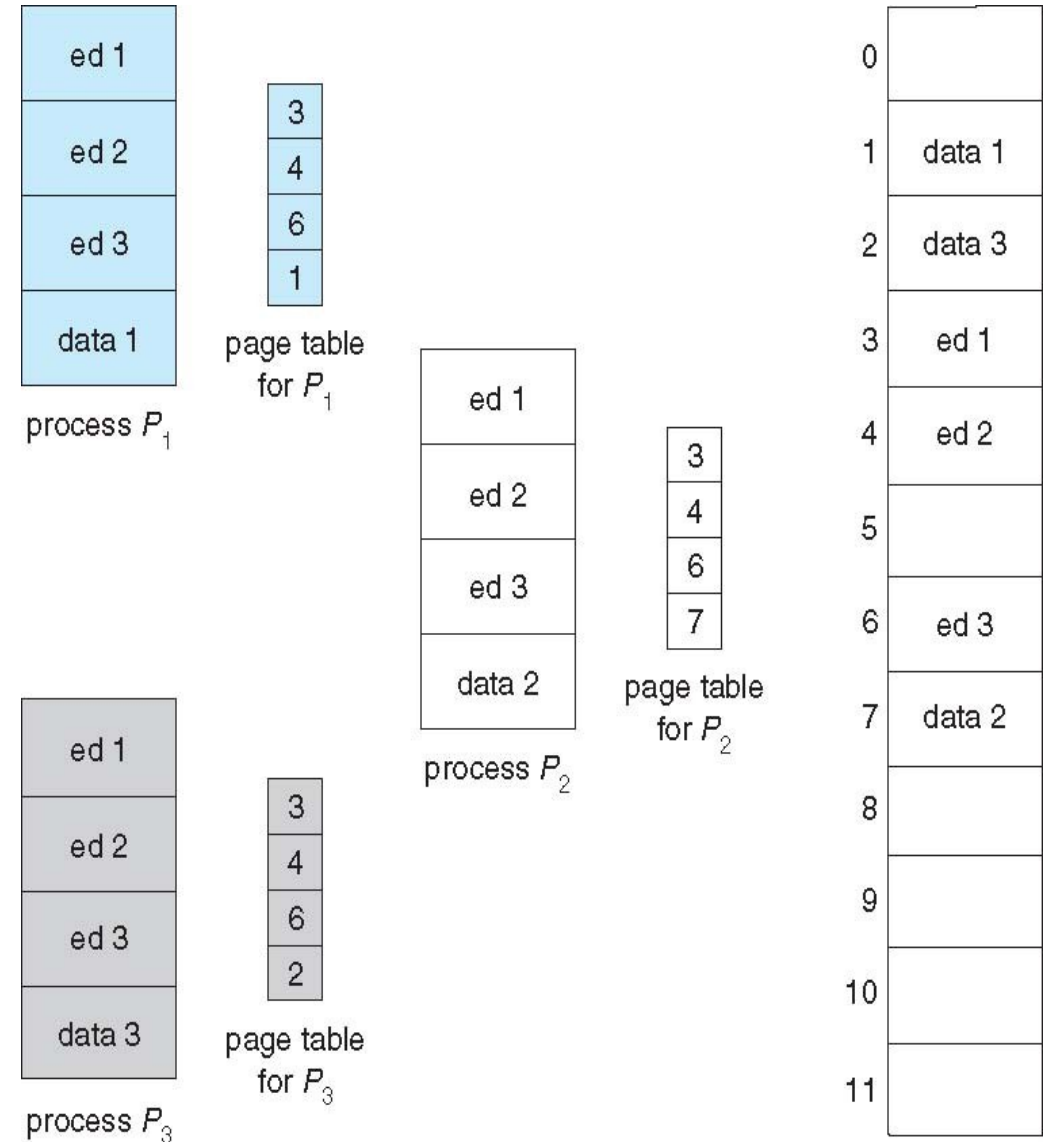 ed 1
ed 2
ed 3
data 1
process P₁
3
4
6
1
page table
for P₁
ed 1
ed 2
ed 3
data 2
process P₂
3
4
6
7
page table
for P₂
ed 1
ed 2
ed 3
data 3
process P₃
3
4
6
2
page table
for P₃
0
1 data 1
2 data 3
3 ed 1
4 ed 2
5
6 ed 3
7 data 2
8
9
10
11